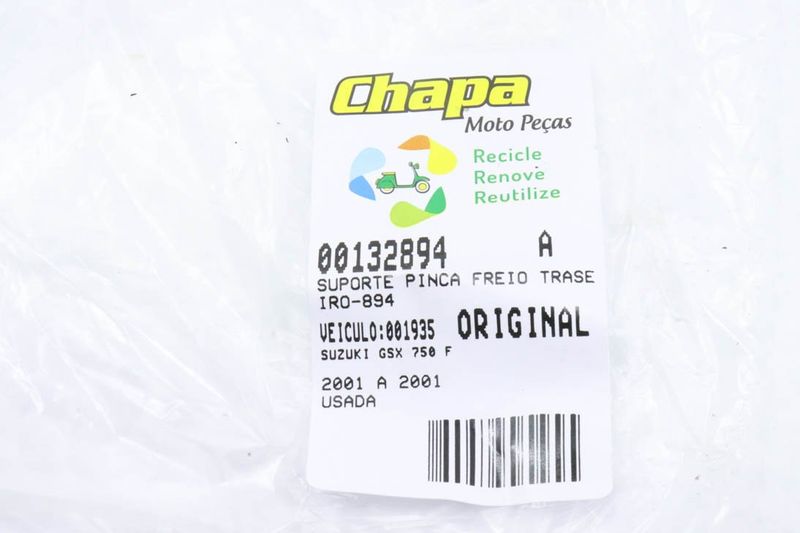 Chapa
Moto Peças
Recicle
Renove
Reutilize
00132894 A
SUPORTE PINCA FREIO TRASE
IRO-894
VEICULO:001935 ORIGINAL
SUZUKI GSX 750 F
2001 A 2001
USADA